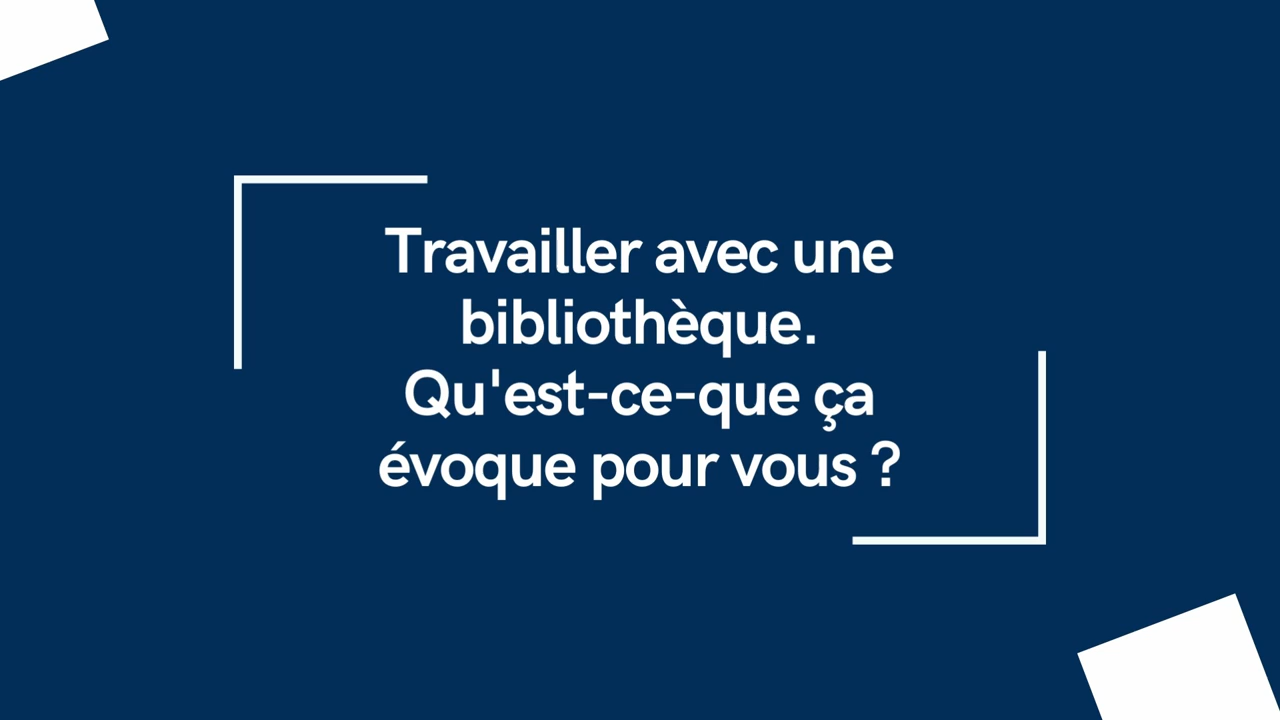 Travailler avec une
bibliothèque.
Qu'est-ce-que ça
évoque pour vous ?